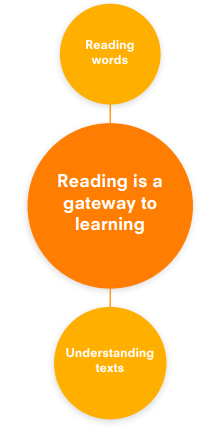 Reading
words
Reading is a
gateway to
learning
Understanding
texts